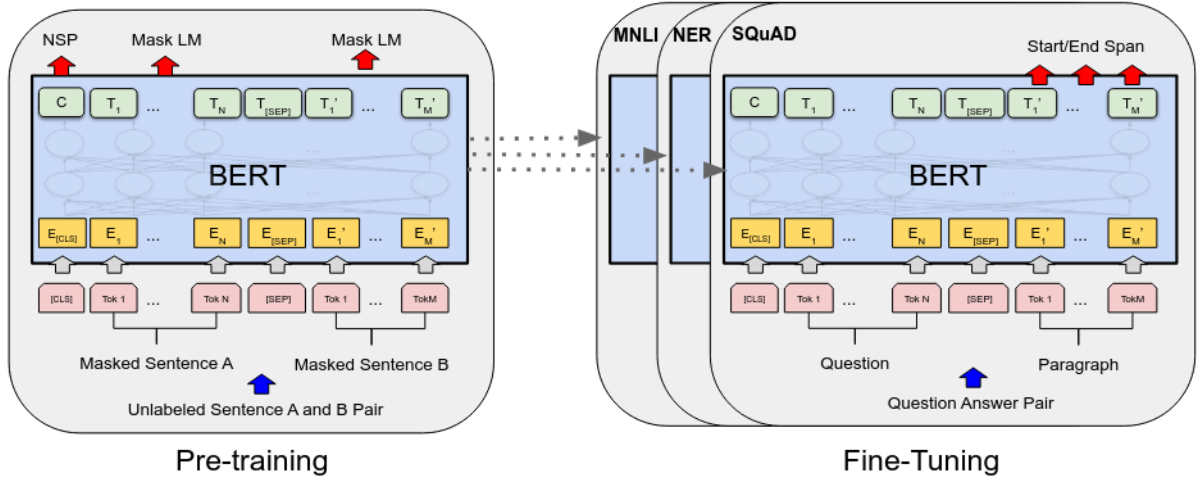 NSP Mask LM Mask LM
C T1 ... TN T[SEP] T1' ... TM'
...
BERT
...
E[CLS] E1 ... EN E[SEP] E1' ... EM'
[CLS] Tok 1 ... Tok N [SEP] Tok 1 ... TokM
Masked Sentence A Masked Sentence B
Unlabeled Sentence A and B Pair
Pre-training
MNLI NER SQuAD
Start/End Span
C T1 ... TN T[SEP] T1' ... TM'
...
BERT
...
E[CLS] E1 ... EN E[SEP] E1' ... EM'
[CLS] Tok 1 ... Tok N [SEP] Tok 1 ... TokM
Question Paragraph
Question Answer Pair
Fine-Tuning